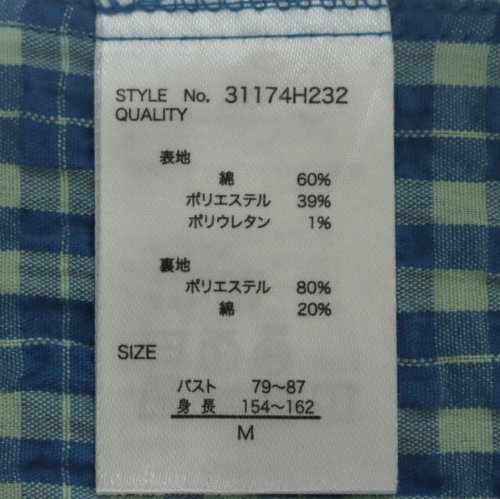 STYLE No. 31174H232
QUALITY
表地
綿 60%
ポリエステル 39%
ポリウレタン 1%
裏地
ポリエステル 80%
綿 20%
SIZE
バスト 79～87
身長 154～162
M